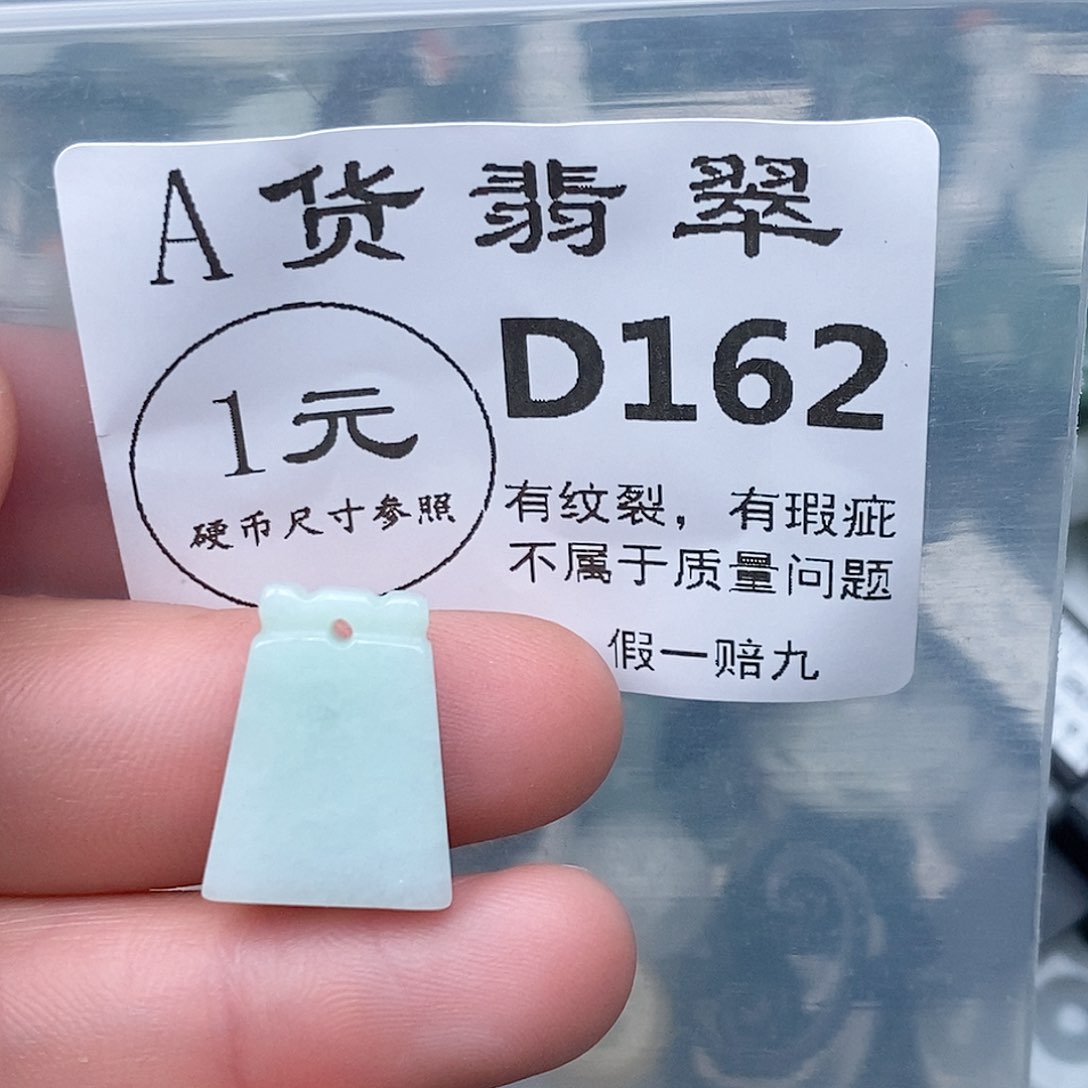 A货翡翠
1元
硬币尺寸参照
D162
有纹裂，有瑕疵
不属于质量问题
假一赔九